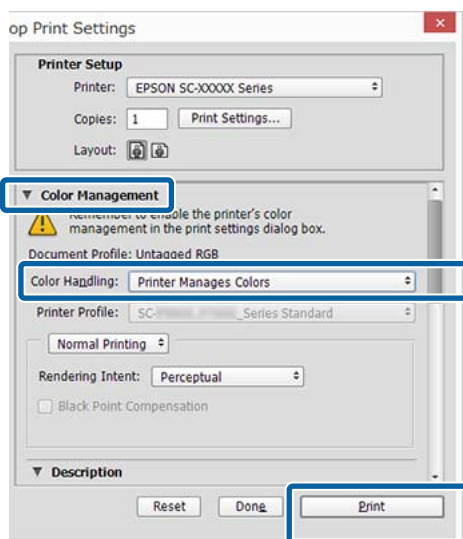 op Print Settings
Printer Setup
Printer: EPSON SC-XXXXX Series
Copies: 1 Print Settings...
Layout:
Color Management
Remember to enable the printer's color
management in the print settings dialog box.
Document Profile: Untagged RGB
Color Handling: Printer Manages Colors
Printer Profile: SC- _Series Standard
Normal Printing
Rendering Intent: Perceptual
Black Point Compensation
Description
Reset Done Print